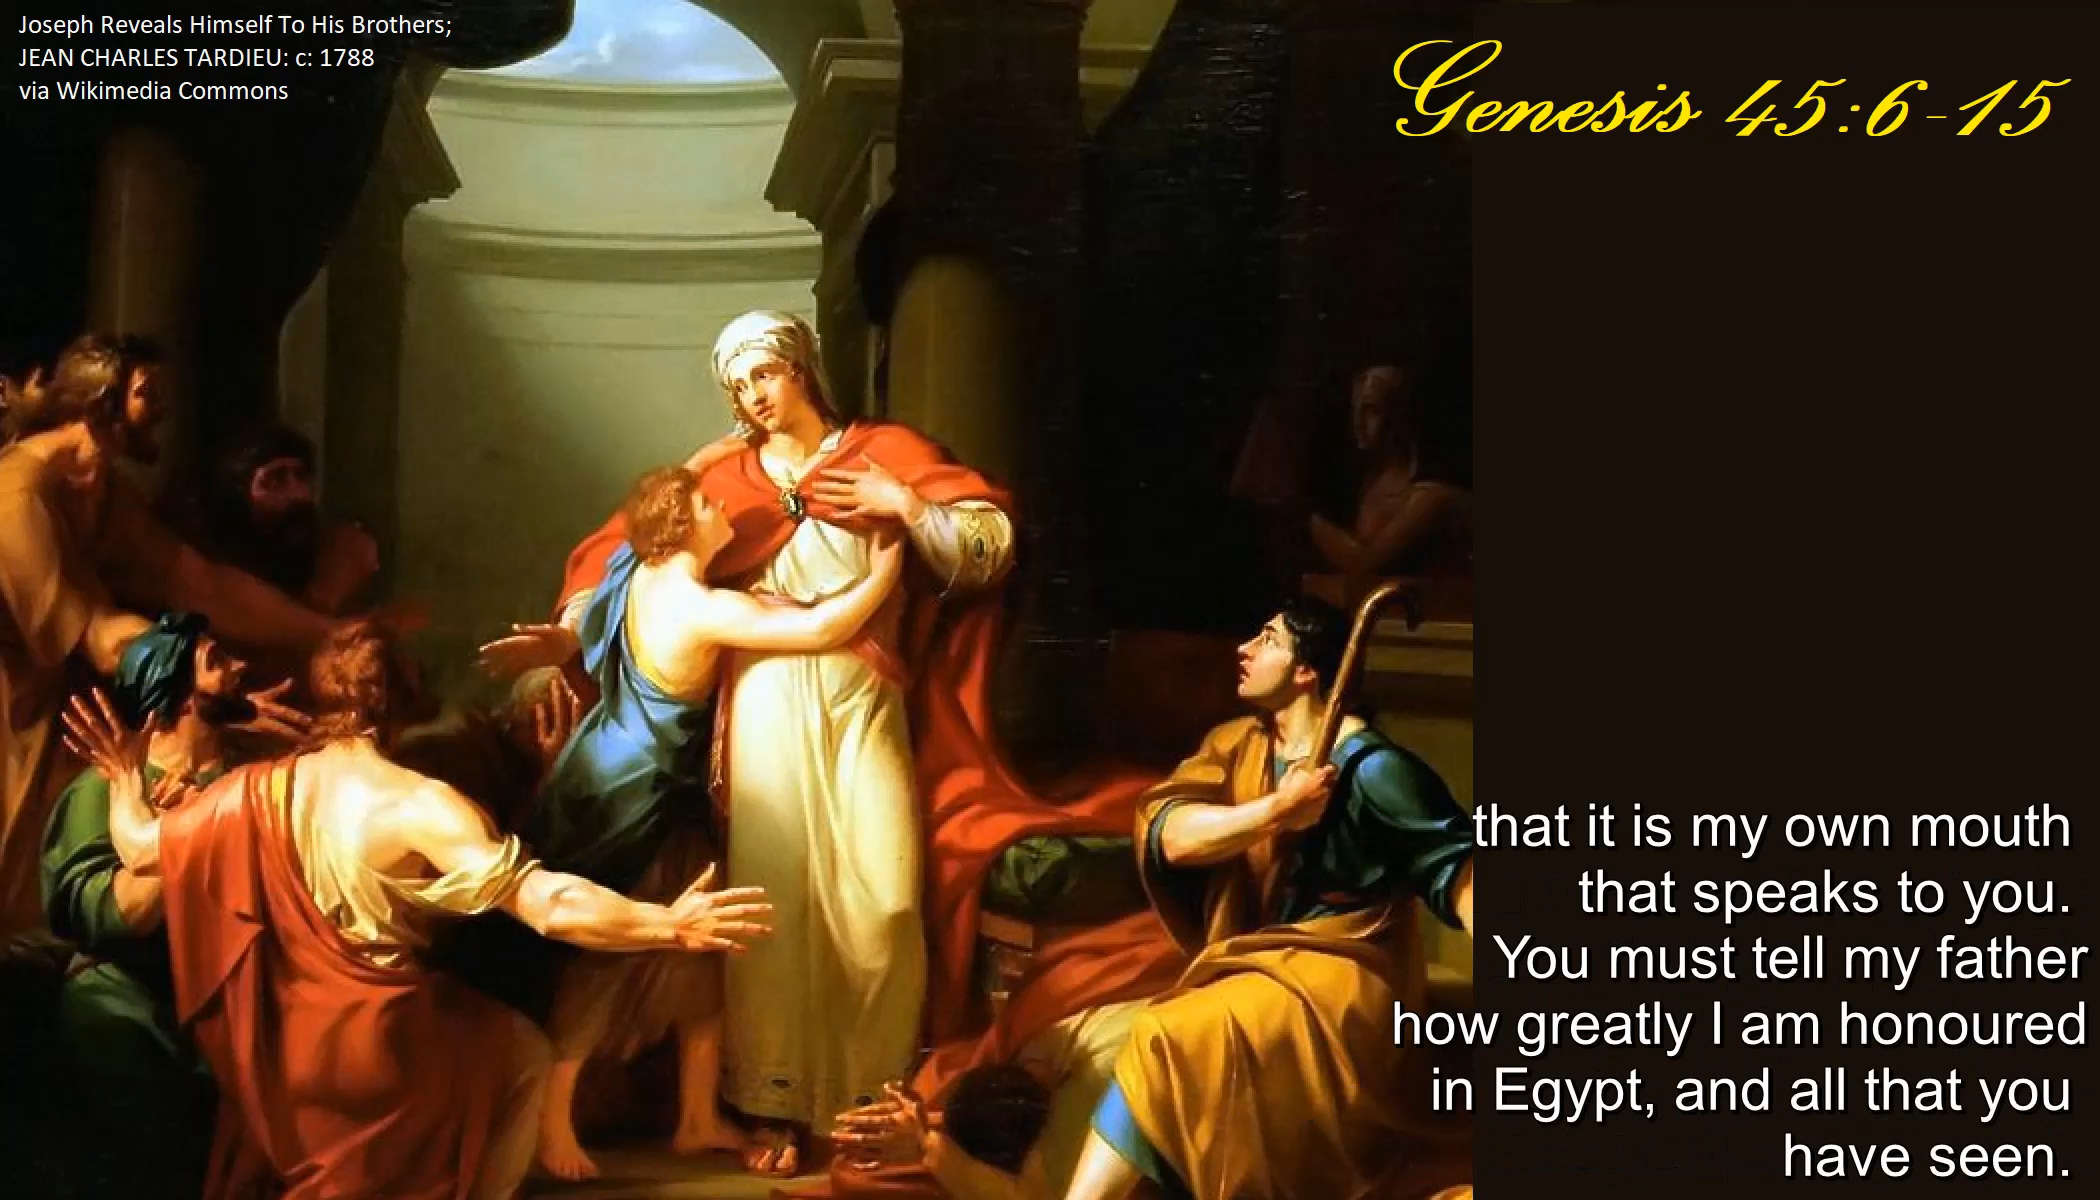 Joseph Reveals Himself To His Brothers;
JEAN CHARLES TARDIEU: c: 1788
via Wikimedia Commons
Genesis 45:6-15
that it is my own mouth
that speaks to you.
You must tell my father
how greatly I am honoured
in Egypt, and all that you
have seen.